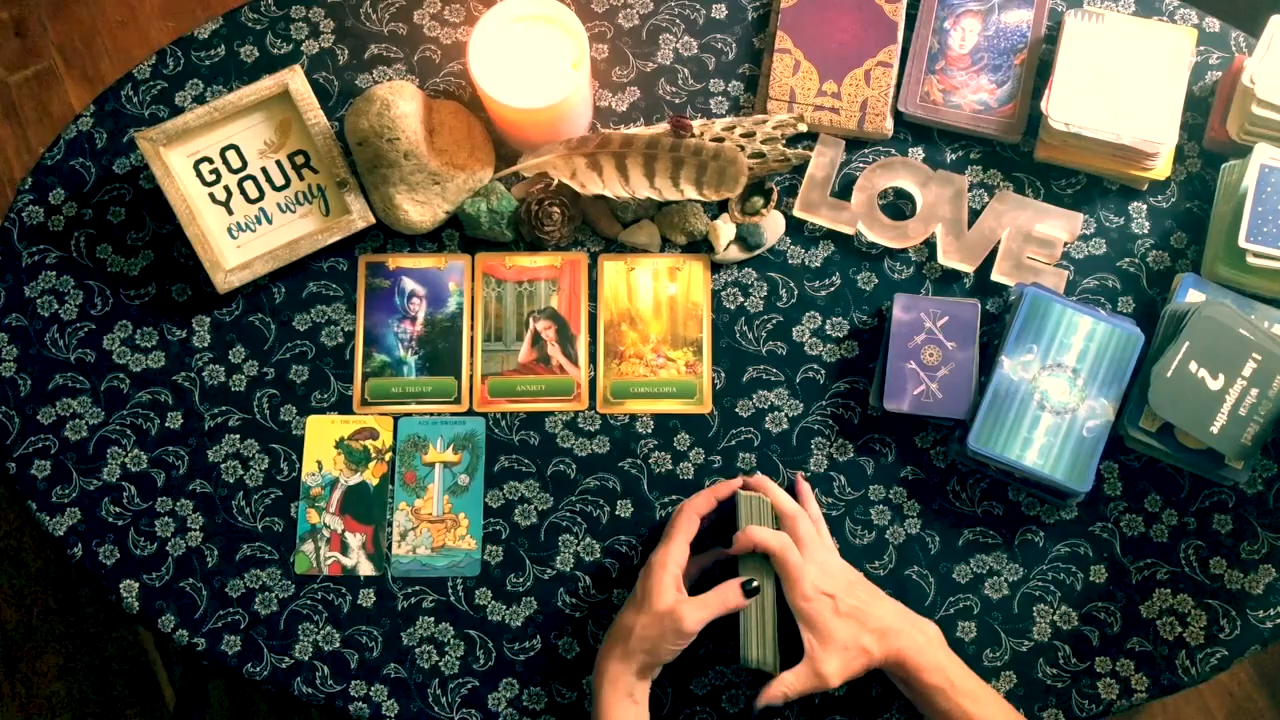 GO
YOUR
own way
LOVE
ALL TIED UP
ANXIETY
CORNUCOPIA
0 - THE FOOL
ACE OF SWORDS
I Am Supportive